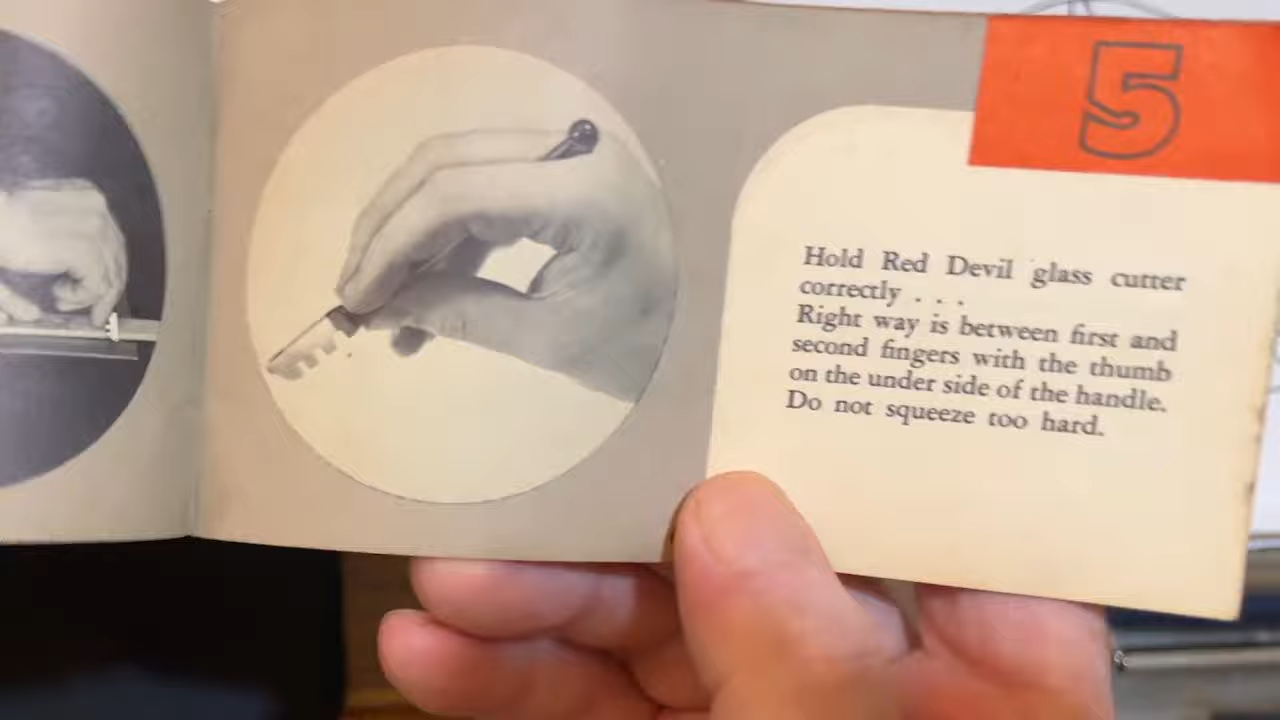 5
Hold Red Devil glass cutter
correctly . . .
Right way is between first and
second fingers with the thumb
on the under side of the handle.
Do not squeeze too hard.